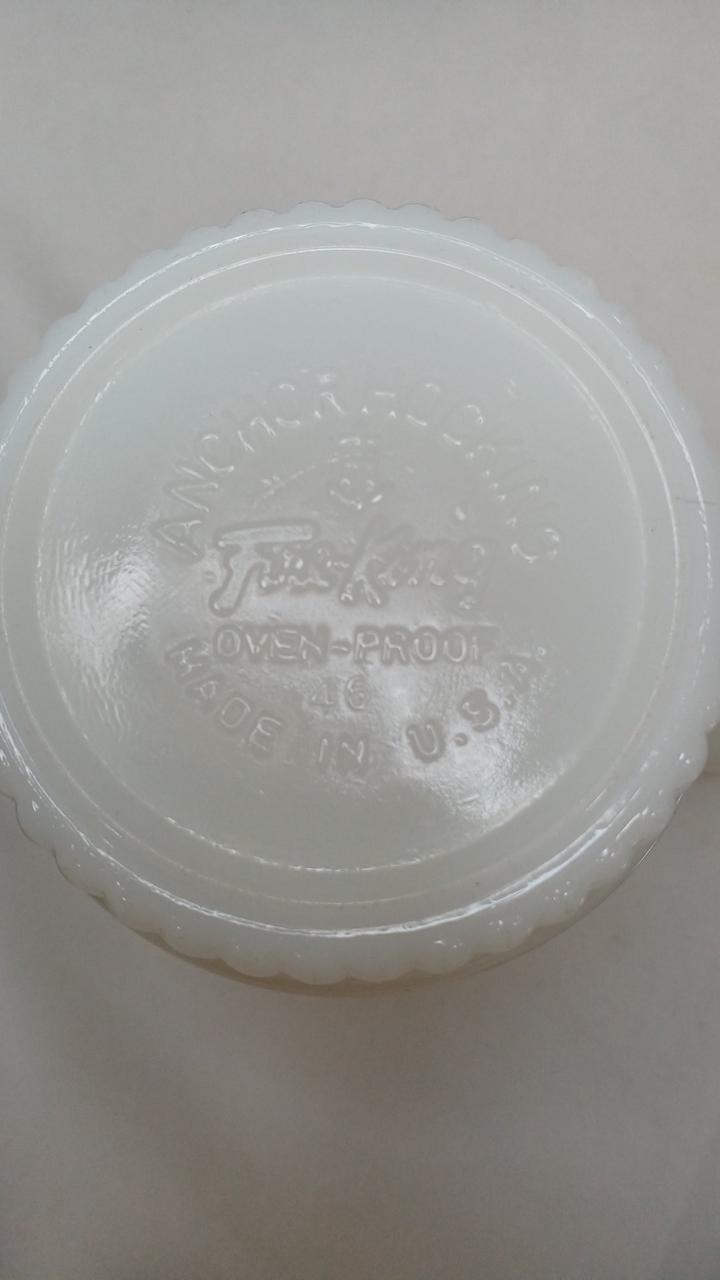 ANCHOR HOCKING
Fire-King
OVEN-PROOF
46
MADE IN U.S.A.